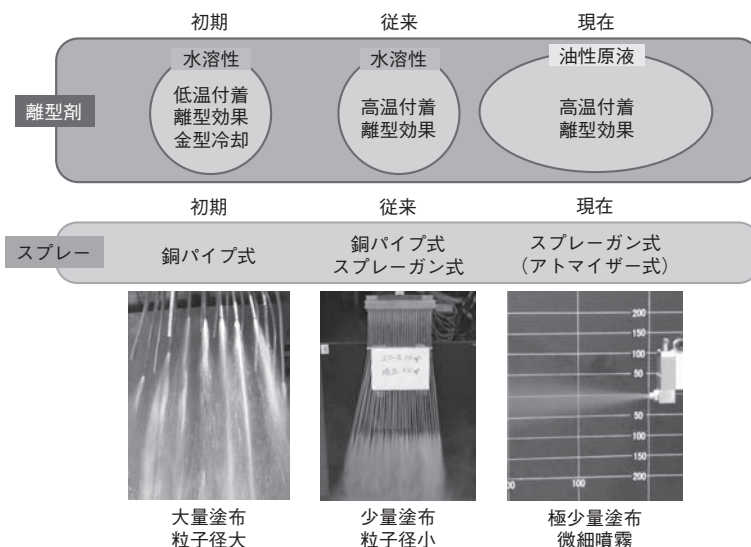 初期 従来 現在
離型剤
水溶性 水溶性 油性原液
低温付着
離型効果
金型冷却
高温付着
離型効果
高温付着
離型効果
初期 従来 現在
スプレー
銅パイプ式
銅パイプ式
スプレーガン式
スプレーガン式
(アトマイザー式)
200
150
100
50
50
100
150
200
100
大量塗布
粒子径大
少量塗布
粒子径小
極少量塗布
微細噴霧